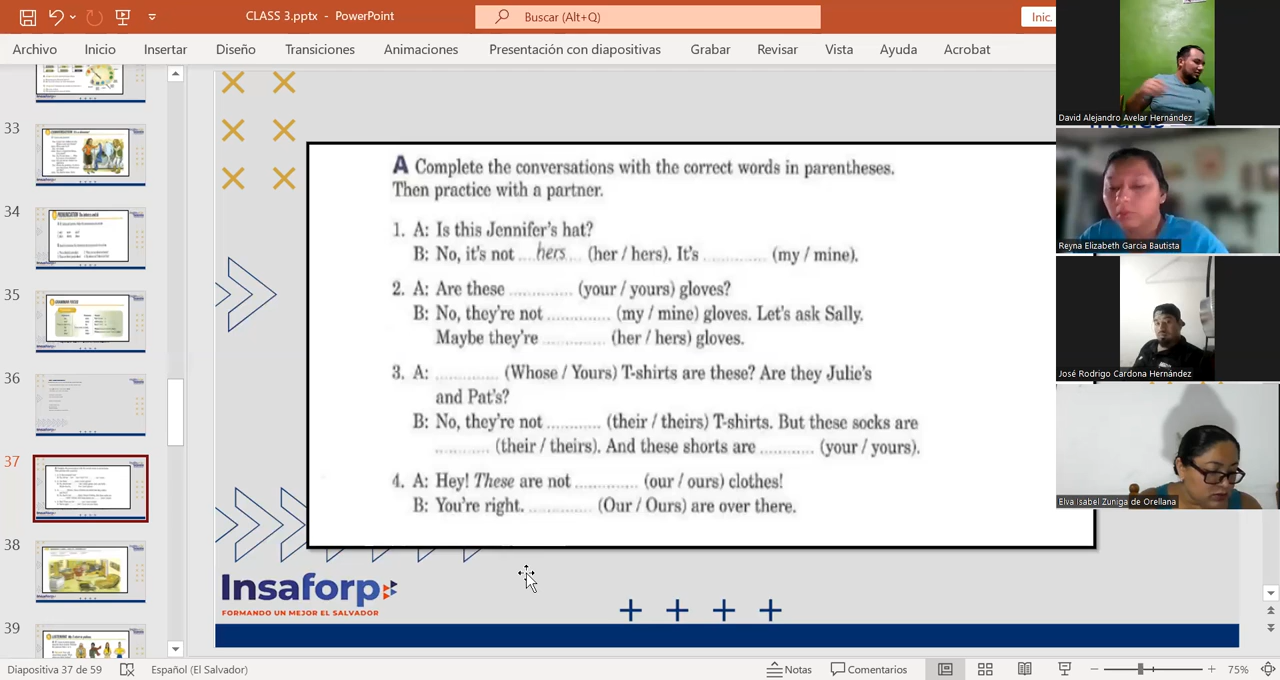 CLASS 3.pptx - PowerPoint
Buscar (Alt+Q)
Inic.
Archivo Inicio Insertar Diseño Transiciones Animaciones Presentación con diapositivas Grabar Revisar Vista Ayuda Acrobat
33
34
35
36
37
38
39
A Complete the conversations with the correct words in parentheses.
Then practice with a partner.
1. A: Is this Jennifer's hat?
B: No, it's not ... hers ... (her / hers). It's ............ (my / mine).
2. A: Are these ............ (your / yours) gloves?
B: No, they're not ............ (my / mine) gloves. Let's ask Sally.
Maybe they're ............ (her / hers) gloves.
3. A: ............ (Whose / Yours) T-shirts are these? Are they Julie's
and Pat's?
B: No, they're not ............ (their / theirs) T-shirts. But these socks are
............ (their / theirs). And these shorts are ............ (your / yours).
4. A: Hey! These are not ............ (our / ours) clothes!
B: You're right. ............ (Our / Ours) are over there.
Insaforp
FORMANDO UN MEJOR EL SALVADOR
David Alejandro Avelar Hernández
Reyna Elizabeth Garcia Bautista
José Rodrigo Cardona Hernández
Elva Isabel Zuniga de Orellana
Diapositiva 37 de 59 Español (El Salvador) Notas Comentarios 75%